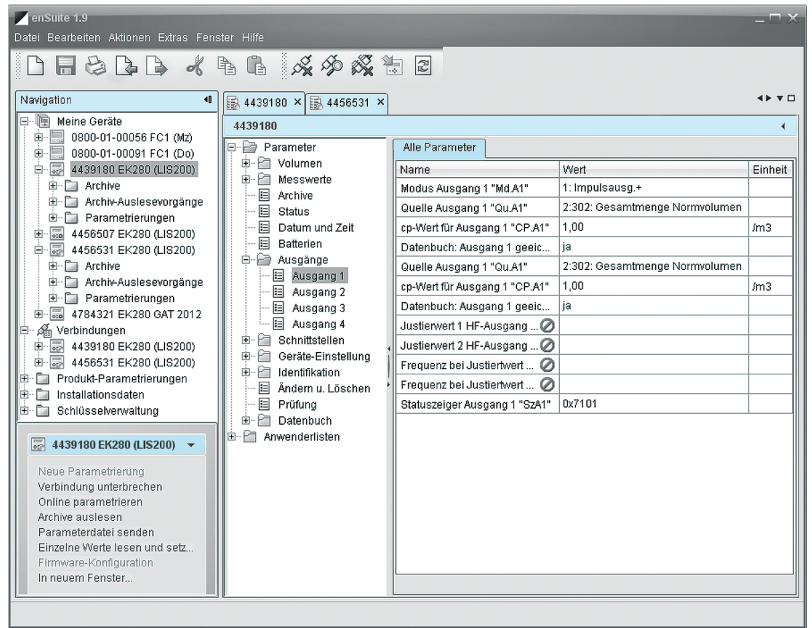 enSuite 1.9
Datei Bearbeiten Aktionen Extras Fenster Hilfe
Navigation
Meine Geräte
0800-01-00056 FC1 (Mz)
0800-01-00091 FC1 (Do)
4439180 EK280 (LIS200)
Archive
Archiv-Auslesevorgänge
Parametrierungen
4456507 EK280 (LIS200)
4456531 EK280 (LIS200)
Archive
Archiv-Auslesevorgänge
Parametrierungen
4784321 EK280 GAT 2012
Verbindungen
4439180 EK280 (LIS200)
4456531 EK280 (LIS200)
Produkt-Parametrierungen
Installationsdaten
Schlüsselverwaltung
4439180 EK280 (LIS200)
Neue Parametrierung
Verbindung unterbrechen
Online parametrieren
Archive auslesen
Parameterdatei senden
Einzelne Werte lesen und setz...
Firmware-Konfiguration
In neuem Fenster...
4439180 × 4456531 ×
4439180
Parameter
Volumen
Messwerte
Archive
Status
Datum und Zeit
Batterien
Ausgänge
Ausgang 1
Ausgang 2
Ausgang 3
Ausgang 4
Schnittstellen
Geräte-Einstellung
Identifikation
Ändern u. Löschen
Prüfung
Datenbuch
Anwenderlisten
Alle Parameter
Name Wert Einheit
Modus Ausgang 1 "Md.A1" 1: Impulsausg.+
Quelle Ausgang 1 "Qu.A1" 2:302: Gesamtmenge Normvolumen
cp-Wert für Ausgang 1 "CP.A1" 1,00 /m3
Datenbuch: Ausgang 1 geeic... ja
Quelle Ausgang 1 "Qu.A1" 2:302: Gesamtmenge Normvolumen
cp-Wert für Ausgang 1 "CP.A1" 1,00 /m3
Datenbuch: Ausgang 1 geeic... ja
Justierwert 1 HF-Ausgang ...
Justierwert 2 HF-Ausgang ...
Frequenz bei Justiertwert ...
Frequenz bei Justiertwert ...
Statuszeiger Ausgang 1 "SzA1" 0x7101